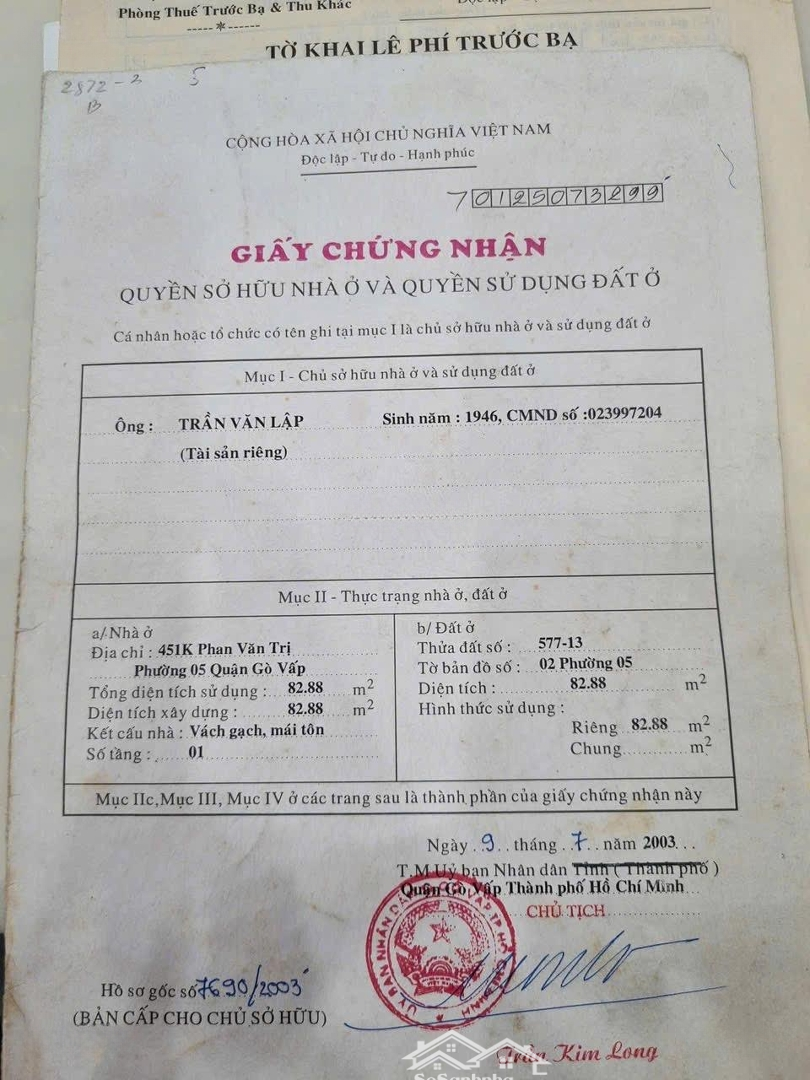 Phòng Thuế Trước Bạ & Thu Khác
TỜ KHAI LỆ PHÍ TRƯỚC BẠ
2872-2
5
B
CỘNG HÒA XÃ HỘI CHỦ NGHĨA VIỆT NAM
Độc lập - Tự do - Hạnh phúc
7 0125073299
GIẤY CHỨNG NHẬN
QUYỀN SỞ HỮU NHÀ Ở VÀ QUYỀN SỬ DỤNG ĐẤT Ở
Cá nhân hoặc tổ chức có tên ghi tại mục I là chủ sở hữu nhà ở và sử dụng đất ở
Mục I - Chủ sở hữu nhà ở và sử dụng đất ở
Ông : TRẦN VĂN LẬP Sinh năm : 1946, CMND số :023997204
(Tài sản riêng)
Mục II - Thực trạng nhà ở, đất ở
a/ Nhà ở
Địa chỉ : 451K Phan Văn Trị
Phường 05 Quận Gò Vấp
Tổng diện tích sử dụng : 82.88 m2
Diện tích xây dựng : 82.88 m2
Kết cấu nhà : Vách gạch, mái tôn
Số tầng : 01
b/ Đất ở
Thửa đất số : 577-13
Tờ bản đồ số : 02 Phường 05
Diện tích : 82.88 m2
Hình thức sử dụng :
Riêng 82.88 m2
Chung m2
Mục IIc,Mục III, Mục IV ở các trang sau là thành phần của giấy chứng nhận này
Ngày 9 tháng 7 năm 2003
T.M Uỷ ban Nhân dân Tỉnh ( Thành phố )
Quận Gò Vấp Thành phố Hồ Chí Minh
CHỦ TỊCH
Hồ sơ gốc số 7690/2003
(BẢN CẤP CHO CHỦ SỞ HỮU)
Trần Kim Long